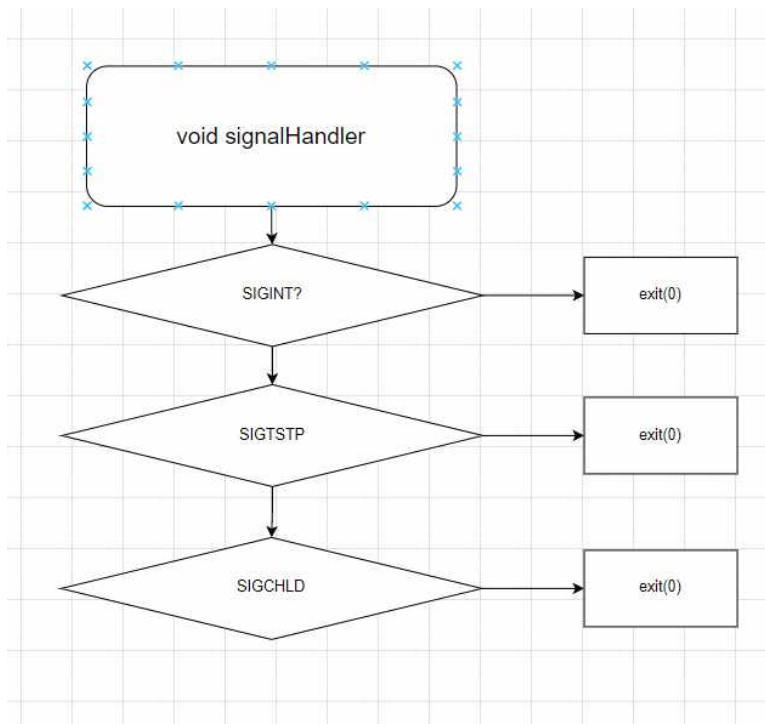 void signalHandler
SIGINT?
exit(0)
SIGTSTP
exit(0)
SIGCHLD
exit(0)